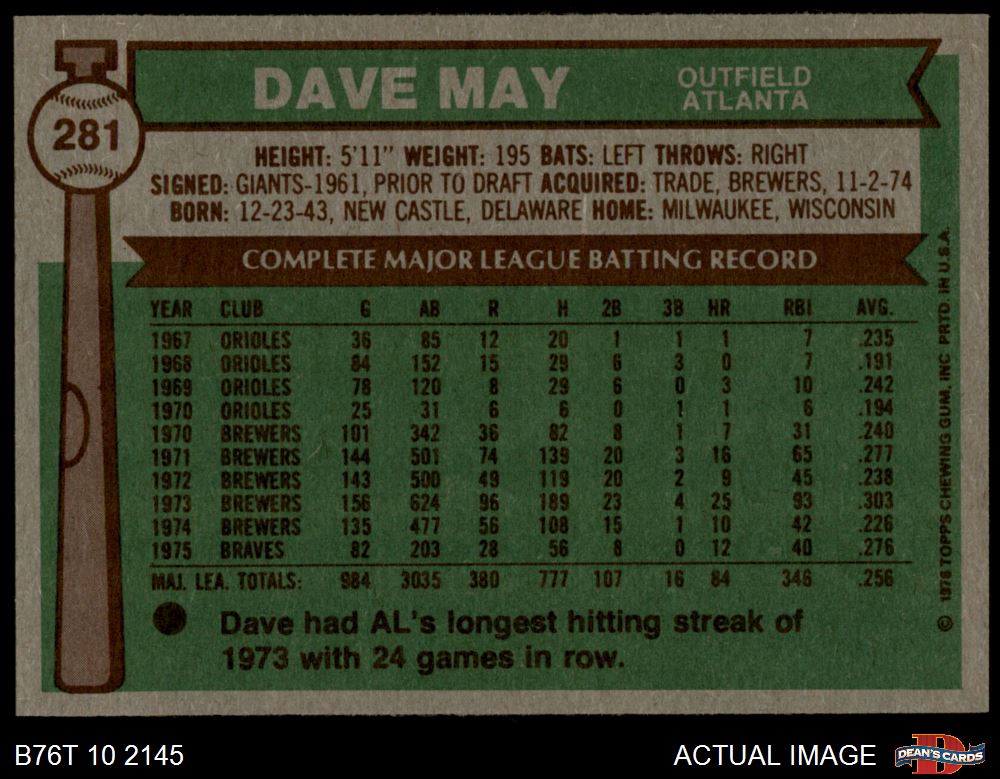 281
DAVE MAY
OUTFIELD
ATLANTA
HEIGHT: 5'11" WEIGHT: 195 BATS: LEFT THROWS: RIGHT
SIGNED: GIANTS-1961, PRIOR TO DRAFT ACQUIRED: TRADE, BREWERS, 11-2-74
BORN: 12-23-43, NEW CASTLE, DELAWARE HOME: MILWAUKEE, WISCONSIN
COMPLETE MAJOR LEAGUE BATTING RECORD
YEAR CLUB G AB R H 2B 3B HR RBI AVG.
1967 ORIOLES 36 85 12 20 1 1 1 7 .235
1968 ORIOLES 84 152 15 29 6 3 0 7 .191
1969 ORIOLES 78 120 8 29 6 0 3 10 .242
1970 ORIOLES 25 31 6 6 0 1 1 6 .194
1970 BREWERS 101 342 36 82 8 1 7 31 .240
1971 BREWERS 144 501 74 139 20 3 16 65 .277
1972 BREWERS 143 500 49 119 20 2 9 45 .238
1973 BREWERS 156 624 96 189 23 4 25 93 .303
1974 BREWERS 135 477 56 108 15 1 10 42 .226
1975 BRAVES 82 203 28 56 8 0 12 40 .276
MAJ. LEA. TOTALS: 984 3035 380 777 107 16 84 346 .256
Dave had AL's longest hitting streak of
1973 with 24 games in row.
© 1976 TOPPS CHEWING GUM, INC PRTD. IN U.S.A.
B76T 10 2145
ACTUAL IMAGE
DEAN'S CARDS